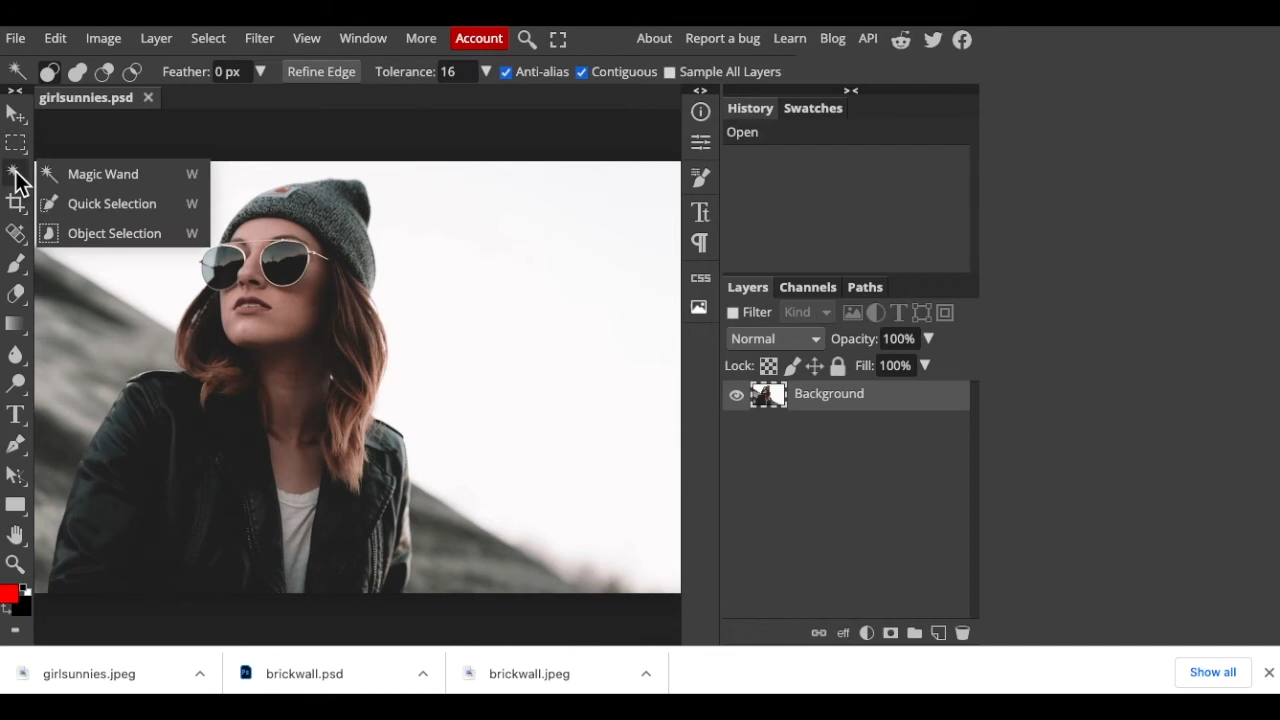 File Edit Image Layer Select Filter View Window More Account About Report a bug Learn Blog API
Feather: 0 px Refine Edge Tolerance: 16 Anti-alias Contiguous Sample All Layers
girlsunnies.psd
History Swatches
Open
Magic Wand W
Quick Selection W
Object Selection W
Layers Channels Paths
Filter Kind
Normal Opacity: 100%
Lock: Fill: 100%
Background
css
eff
girlsunnies.jpeg brickwall.psd brickwall.jpeg Show all